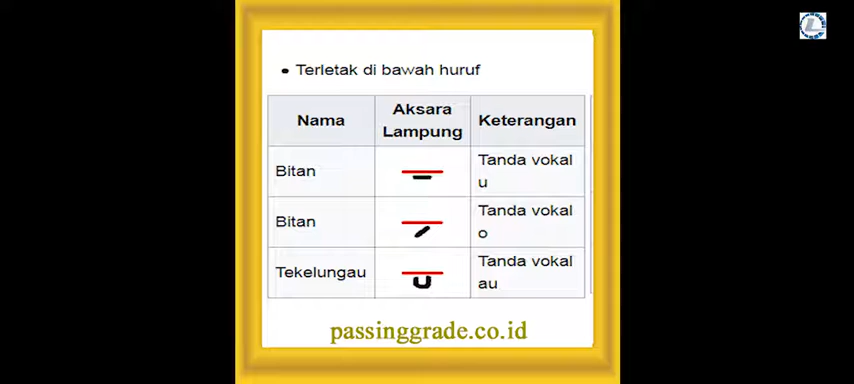 • Terletak di bawah huruf
Nama
Aksara
Lampung
Keterangan
Bitan
Tanda vokal
u
Bitan
Tanda vokal
o
Tekelungau
Tanda vokal
au
passinggrade.co.id